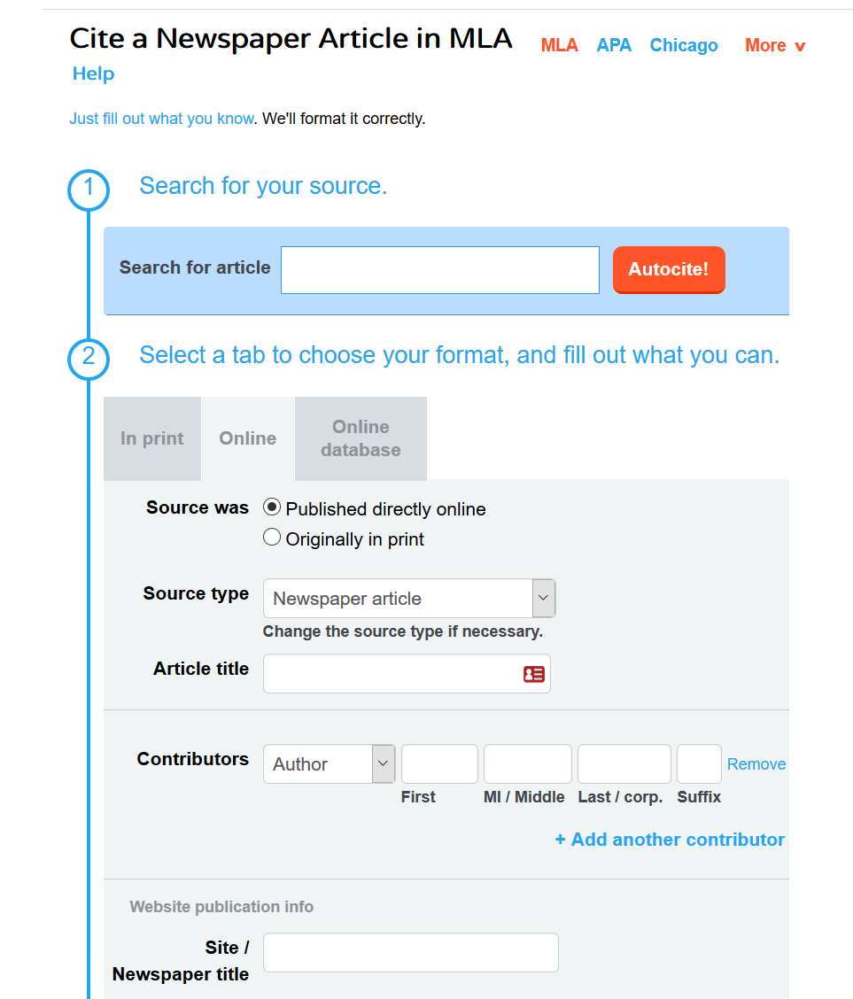 Cite a Newspaper Article in MLA MLA APA Chicago More v
Help
Just fill out what you know. We'll format it correctly.
1 Search for your source.
Search for article Autocite!
2 Select a tab to choose your format, and fill out what you can.
In print Online Online database
Source was Published directly online
Originally in print
Source type Newspaper article
Change the source type if necessary.
Article title
Contributors Author Remove
First MI / Middle Last / corp. Suffix
+ Add another contributor
Website publication info
Site /
Newspaper title